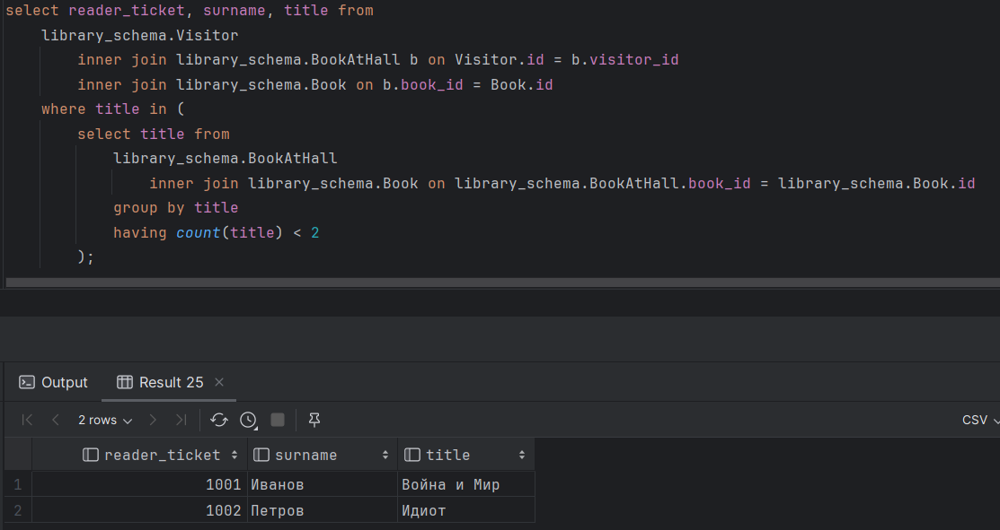 select reader_ticket, surname, title from
library_schema.Visitor
inner join library_schema.BookAtHall b on Visitor.id = b.visitor_id
inner join library_schema.Book on b.book_id = Book.id
where title in (
select title from
library_schema.BookAtHall
inner join library_schema.Book on library_schema.BookAtHall.book_id = library_schema.Book.id
group by title
having count(title) < 2
);
Output Result 25
2 rows CSV
reader_ticket surname title
1 1001 Иванов Война и Мир
2 1002 Петров Идиот